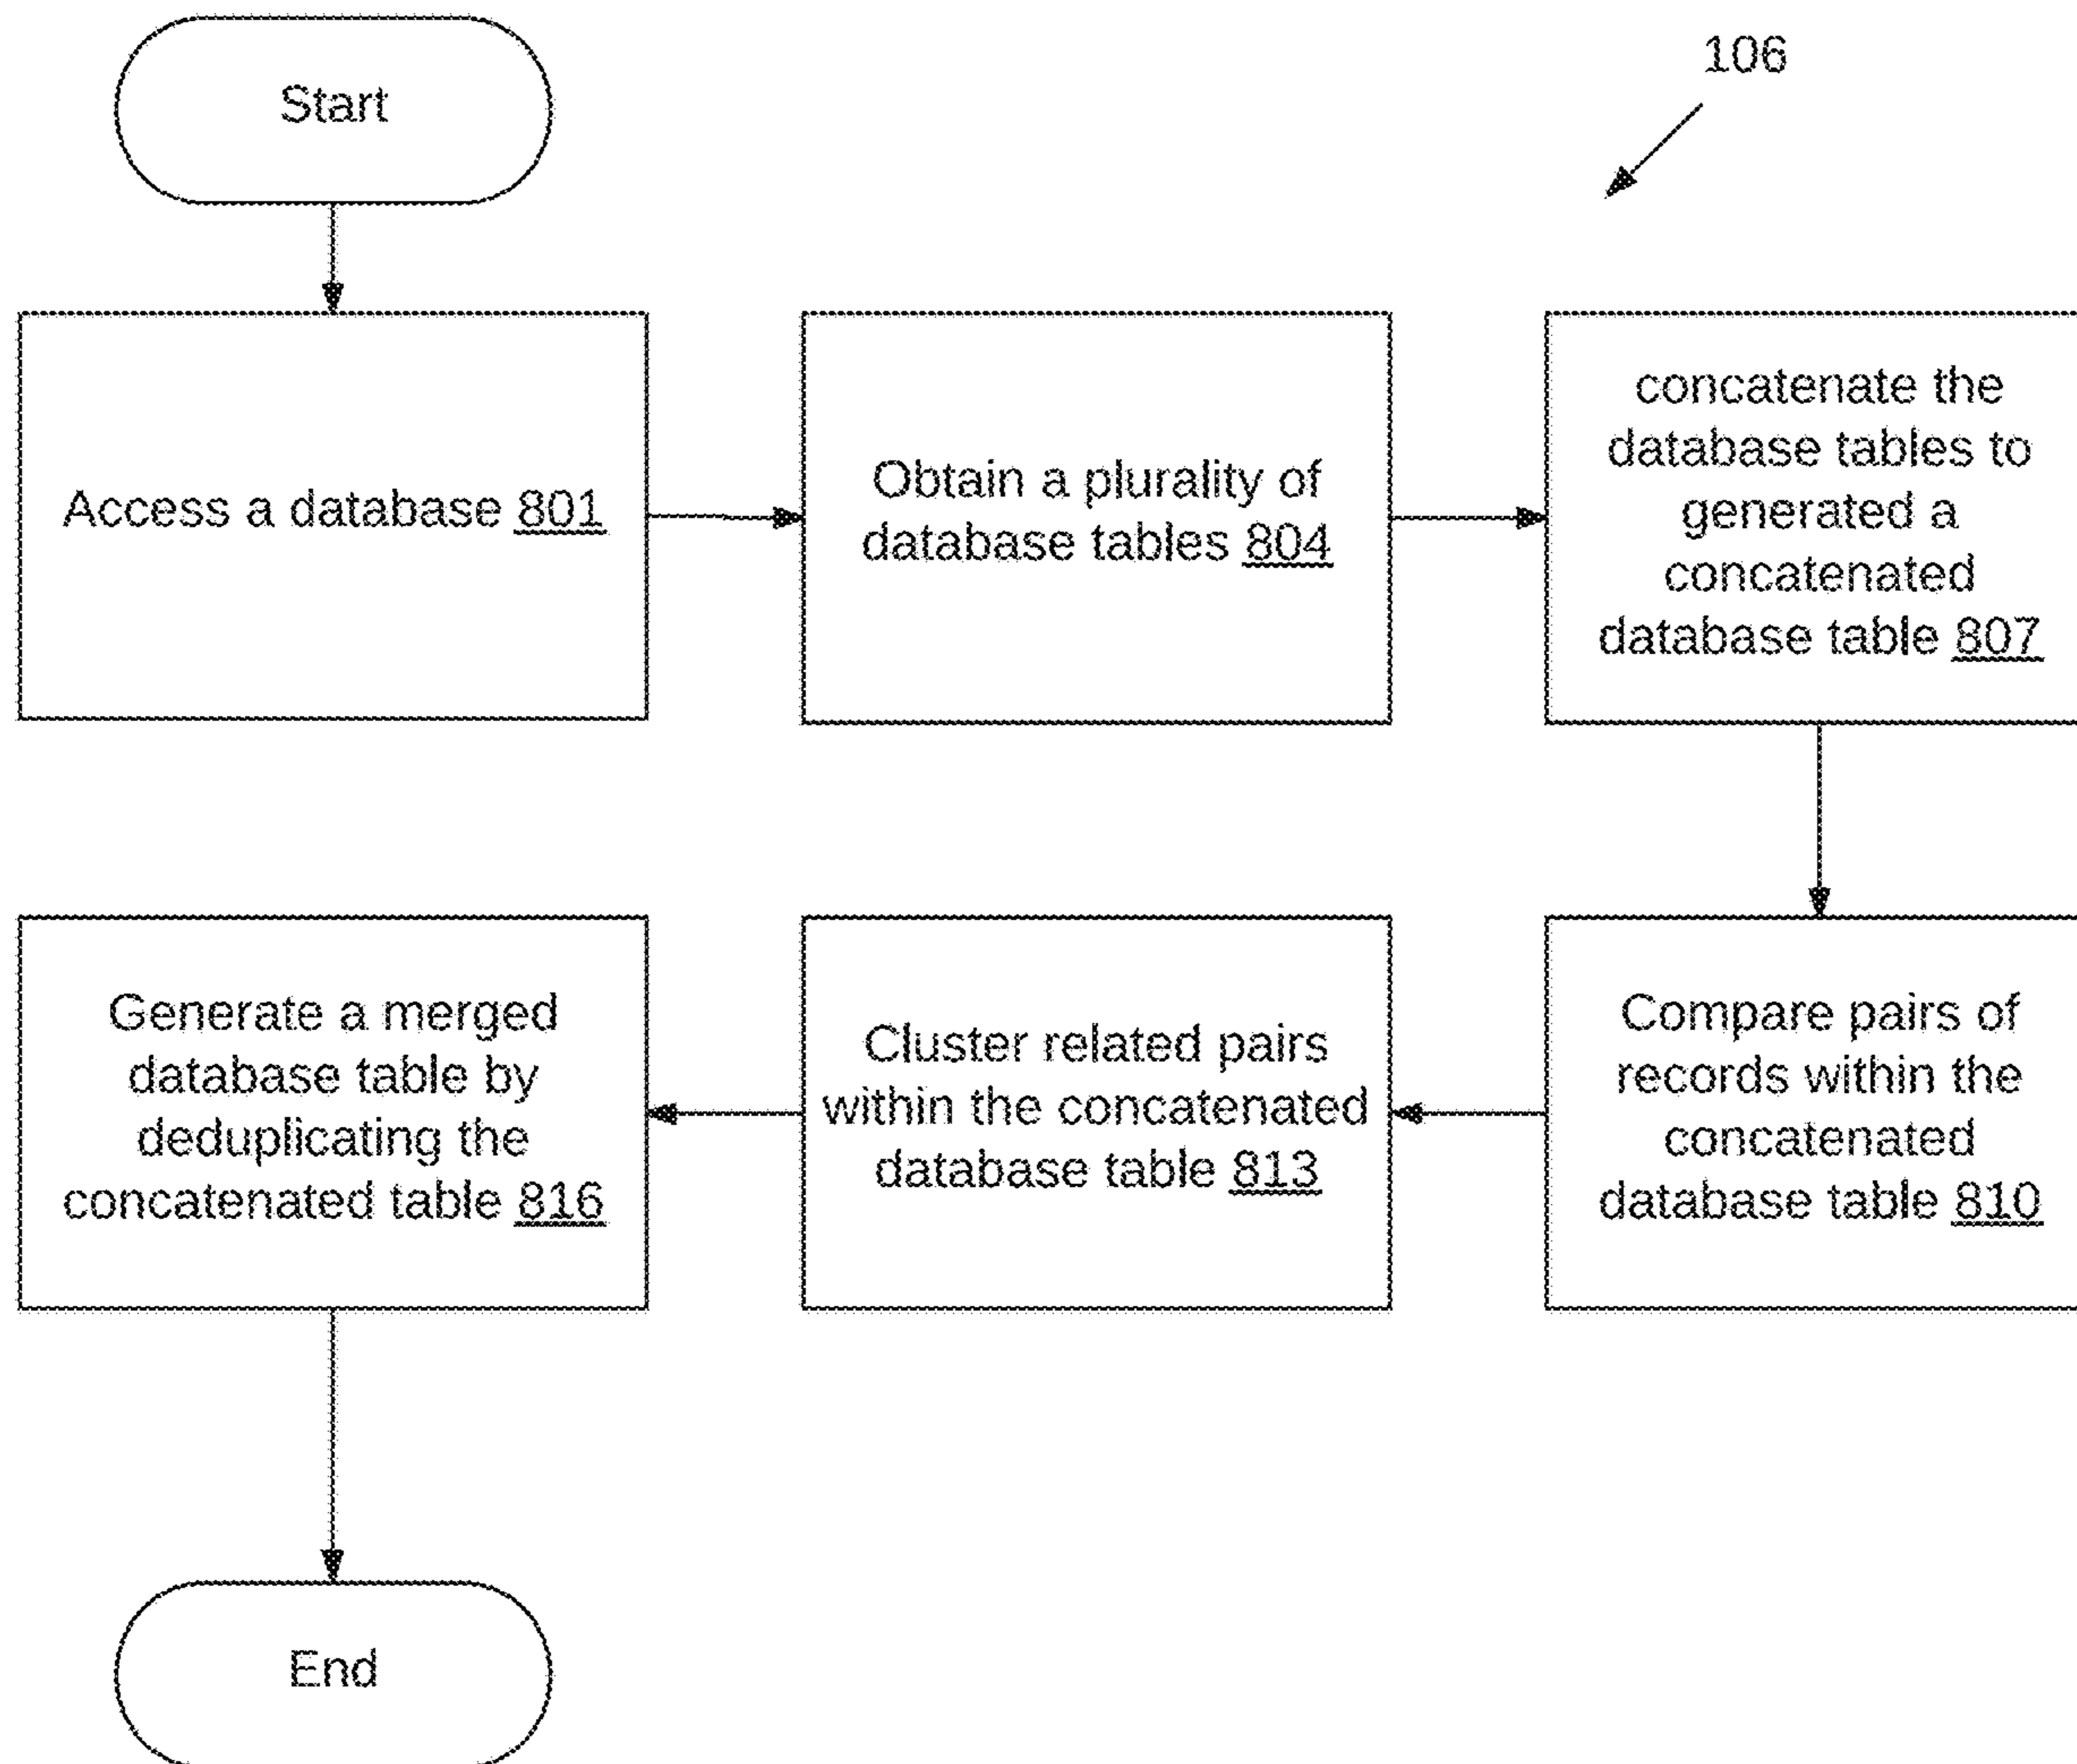 Start
106
Access a database 801
Obtain a plurality of
database tables 804
concatenate the
database tables to
generated a
concatenated
database table 807
Compare pairs of
records within the
concatenated
database table 810
Cluster related pairs
within the concatenated
database table 813
Generate a merged
database table by
deduplicating the
concatenated table 816
End